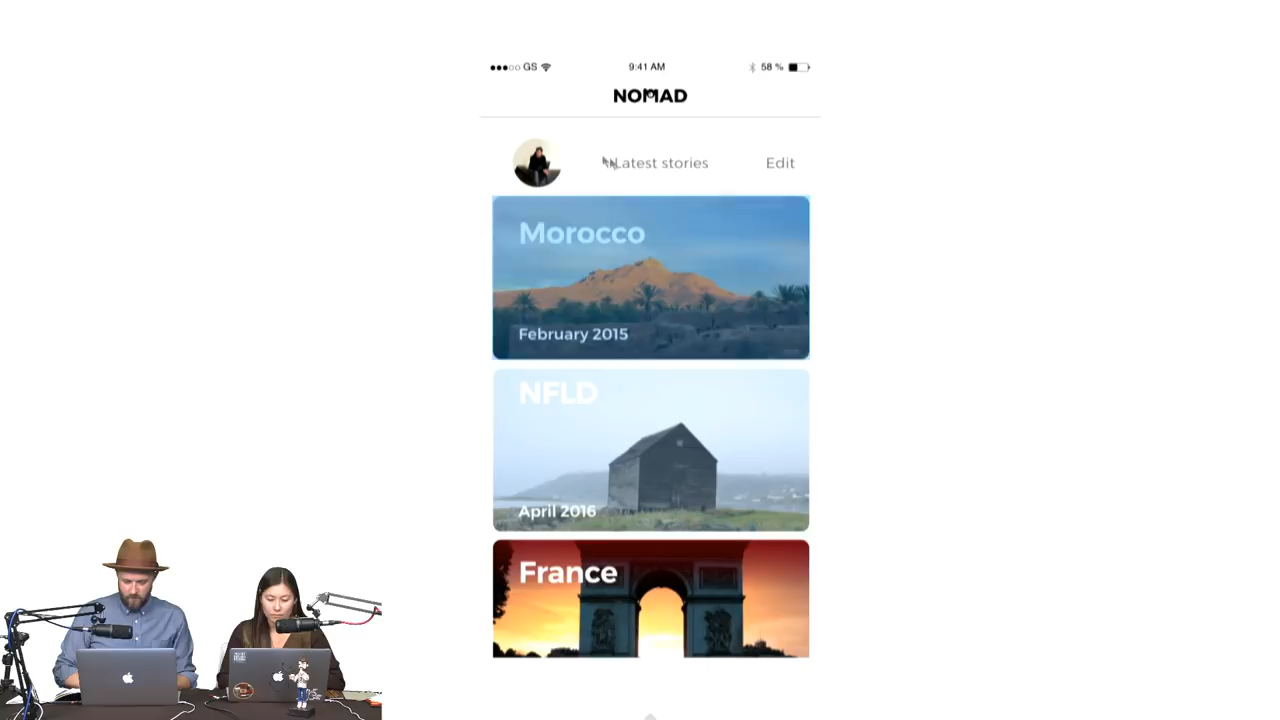 GS 9:41 AM 58 %
NOMAD
Latest stories Edit
Morocco
February 2015
NFLD
April 2016
France